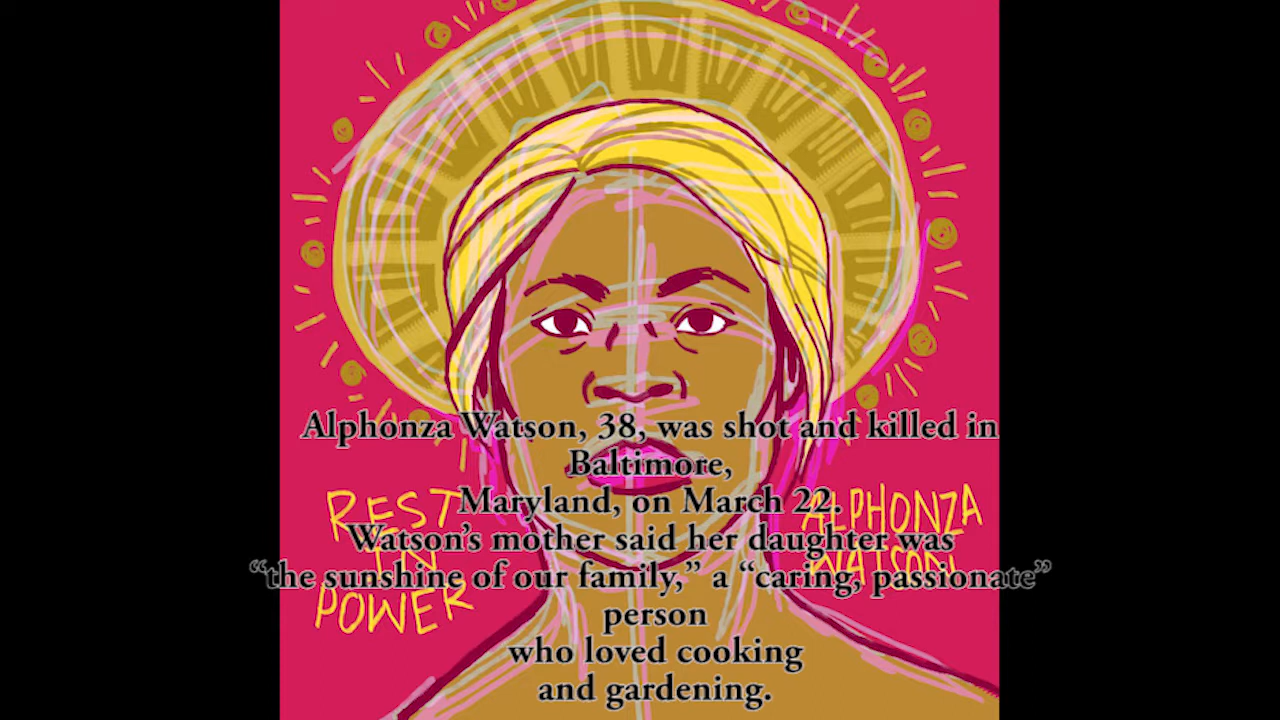 Alphonza Watson, 38, was shot and killed in
Baltimore,
Maryland, on March 22.
Watson’s mother said her daughter was
“the sunshine of our family,” a “caring, passionate”
person
who loved cooking
and gardening.
REST
IN
POWER
ALPHONZA
WATSON